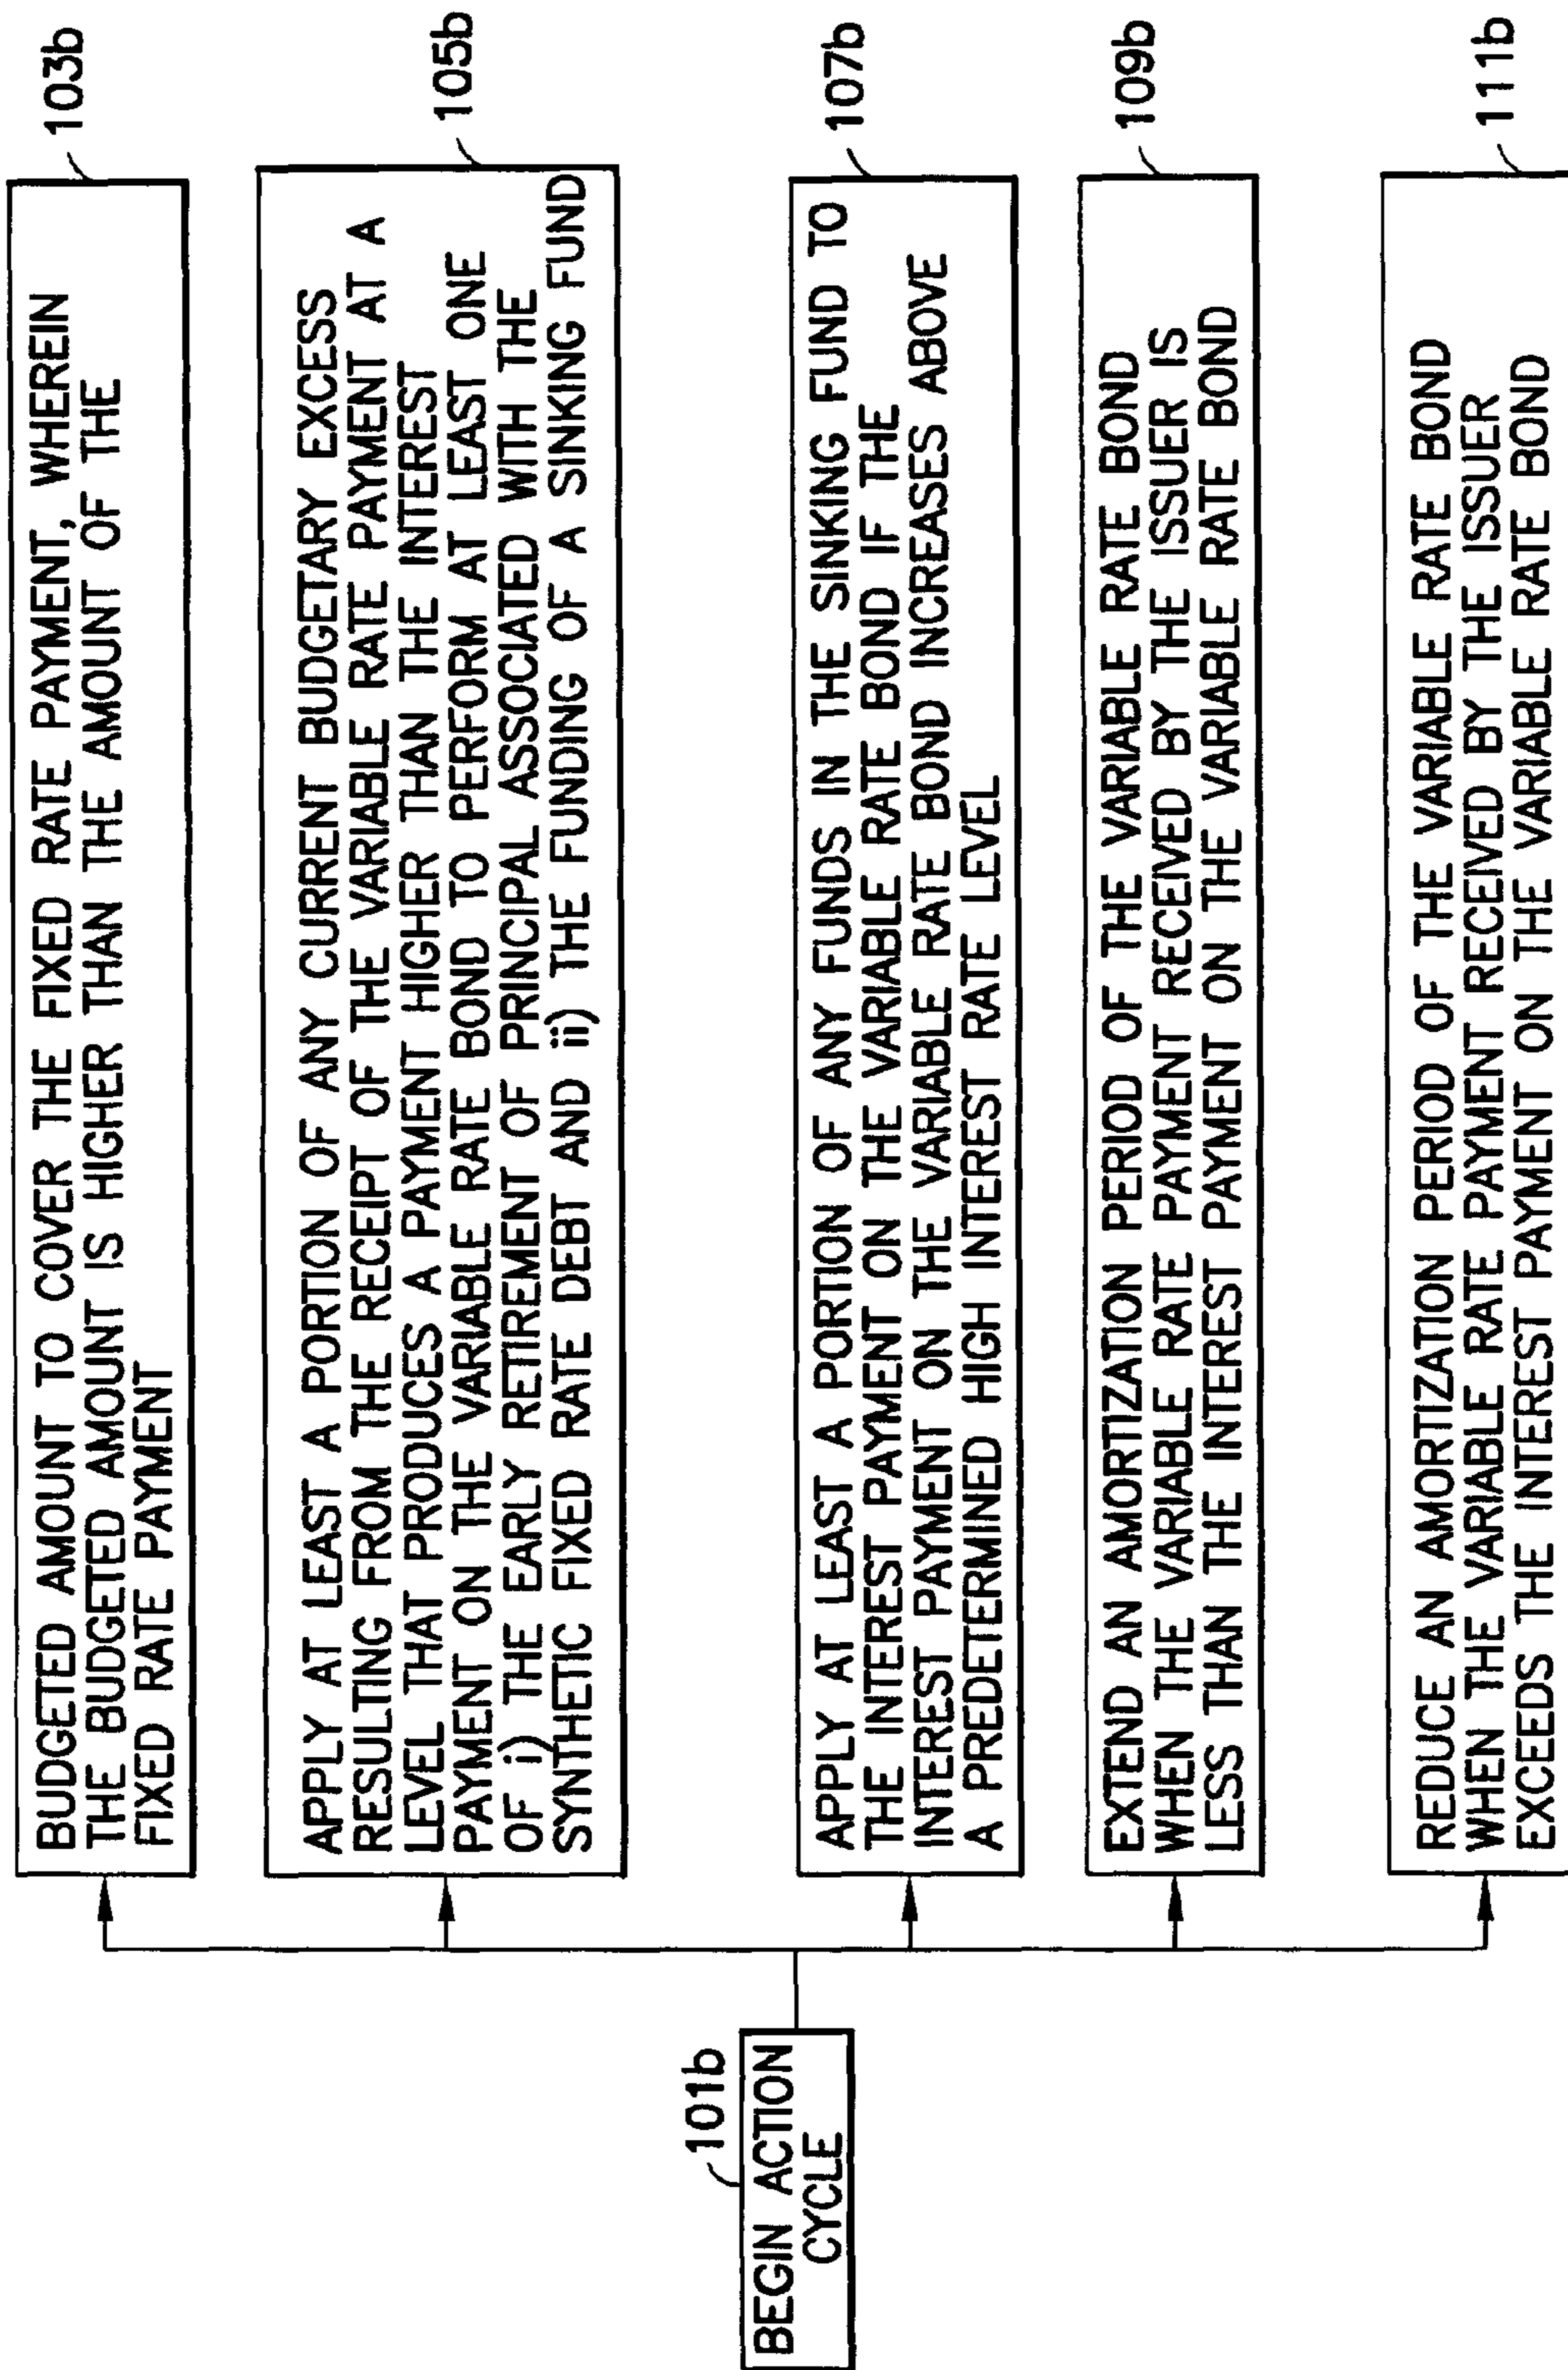 101b
BEGIN ACTION
CYCLE
BUDGETED AMOUNT TO COVER THE FIXED RATE PAYMENT, WHEREIN
THE BUDGETED AMOUNT IS HIGHER THAN THE AMOUNT OF THE
FIXED RATE PAYMENT
103b
APPLY AT LEAST A PORTION OF ANY CURRENT BUDGETARY EXCESS
RESULTING FROM THE RECEIPT OF THE VARIABLE RATE PAYMENT AT A
LEVEL THAT PRODUCES A PAYMENT HIGHER THAN THE INTEREST
PAYMENT ON THE VARIABLE RATE BOND TO PERFORM AT LEAST ONE
OF i) THE EARLY RETIREMENT OF PRINCIPAL ASSOCIATED WITH THE
SYNTHETIC FIXED RATE DEBT AND ii) THE FUNDING OF A SINKING FUND
105b
APPLY AT LEAST A PORTION OF ANY FUNDS IN THE SINKING FUND TO
THE INTEREST PAYMENT ON THE VARIABLE RATE BOND IF THE
INTEREST PAYMENT ON THE VARIABLE RATE BOND INCREASES ABOVE
A PREDETERMINED HIGH INTEREST RATE LEVEL
107b
EXTEND AN AMORTIZATION PERIOD OF THE VARIABLE RATE BOND
WHEN THE VARIABLE RATE PAYMENT RECEIVED BY THE ISSUER IS
LESS THAN THE INTEREST PAYMENT ON THE VARIABLE RATE BOND
109b
REDUCE AN AMORTIZATION PERIOD OF THE VARIABLE RATE BOND
WHEN THE VARIABLE RATE PAYMENT RECEIVED BY THE ISSUER
EXCEEDS THE INTEREST PAYMENT ON THE VARIABLE RATE BOND
111b